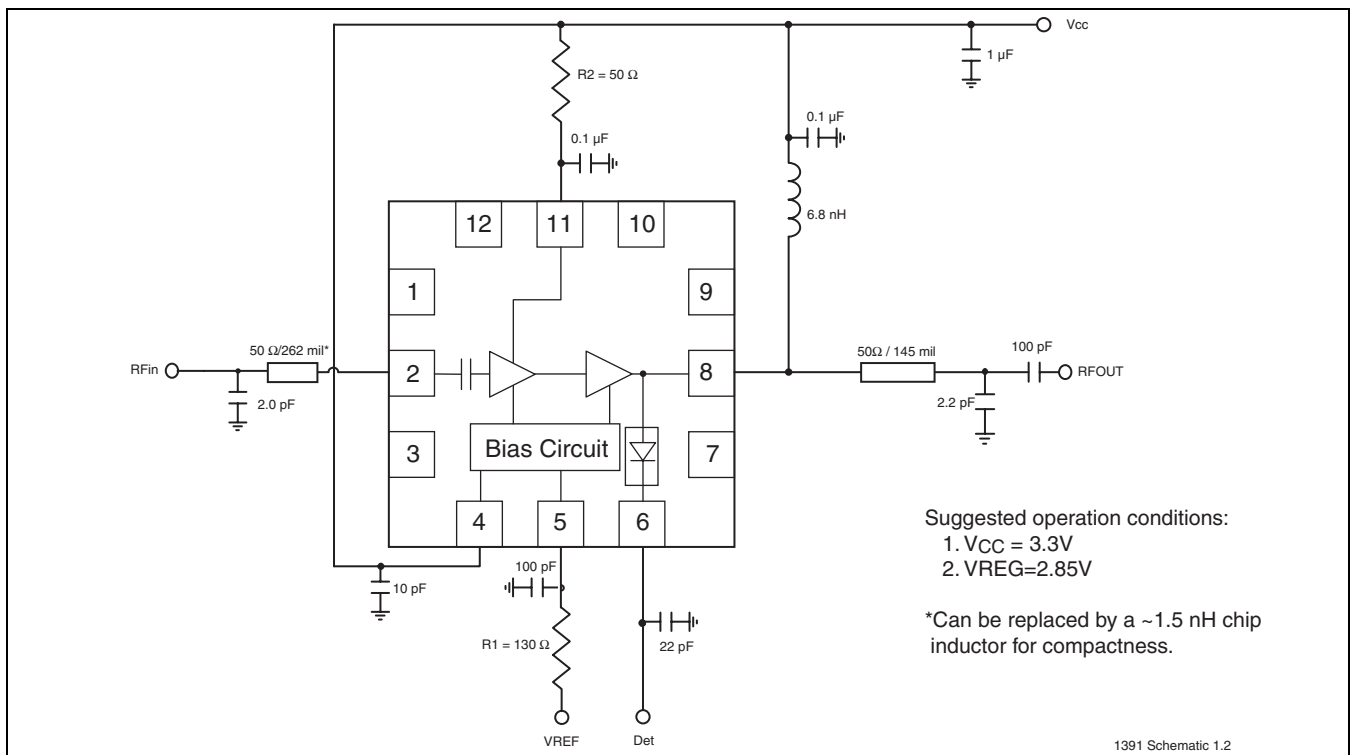 Vcc
1 µF
R2 = 50 Ω
0.1 µF
0.1 µF
6.8 nH
12
11
10
1
9
50 Ω/262 mil*
50Ω / 145 mil
100 pF
RFin
2
8
RFOUT
2.0 pF
2.2 pF
3
Bias Circuit
7
4
5
6
Suggested operation conditions:
1. VCC = 3.3V
2. VREG=2.85V
100 pF
10 pF
*Can be replaced by a ~1.5 nH chip
inductor for compactness.
R1 = 130 Ω
22 pF
VREF
Det
1391 Schematic 1.2